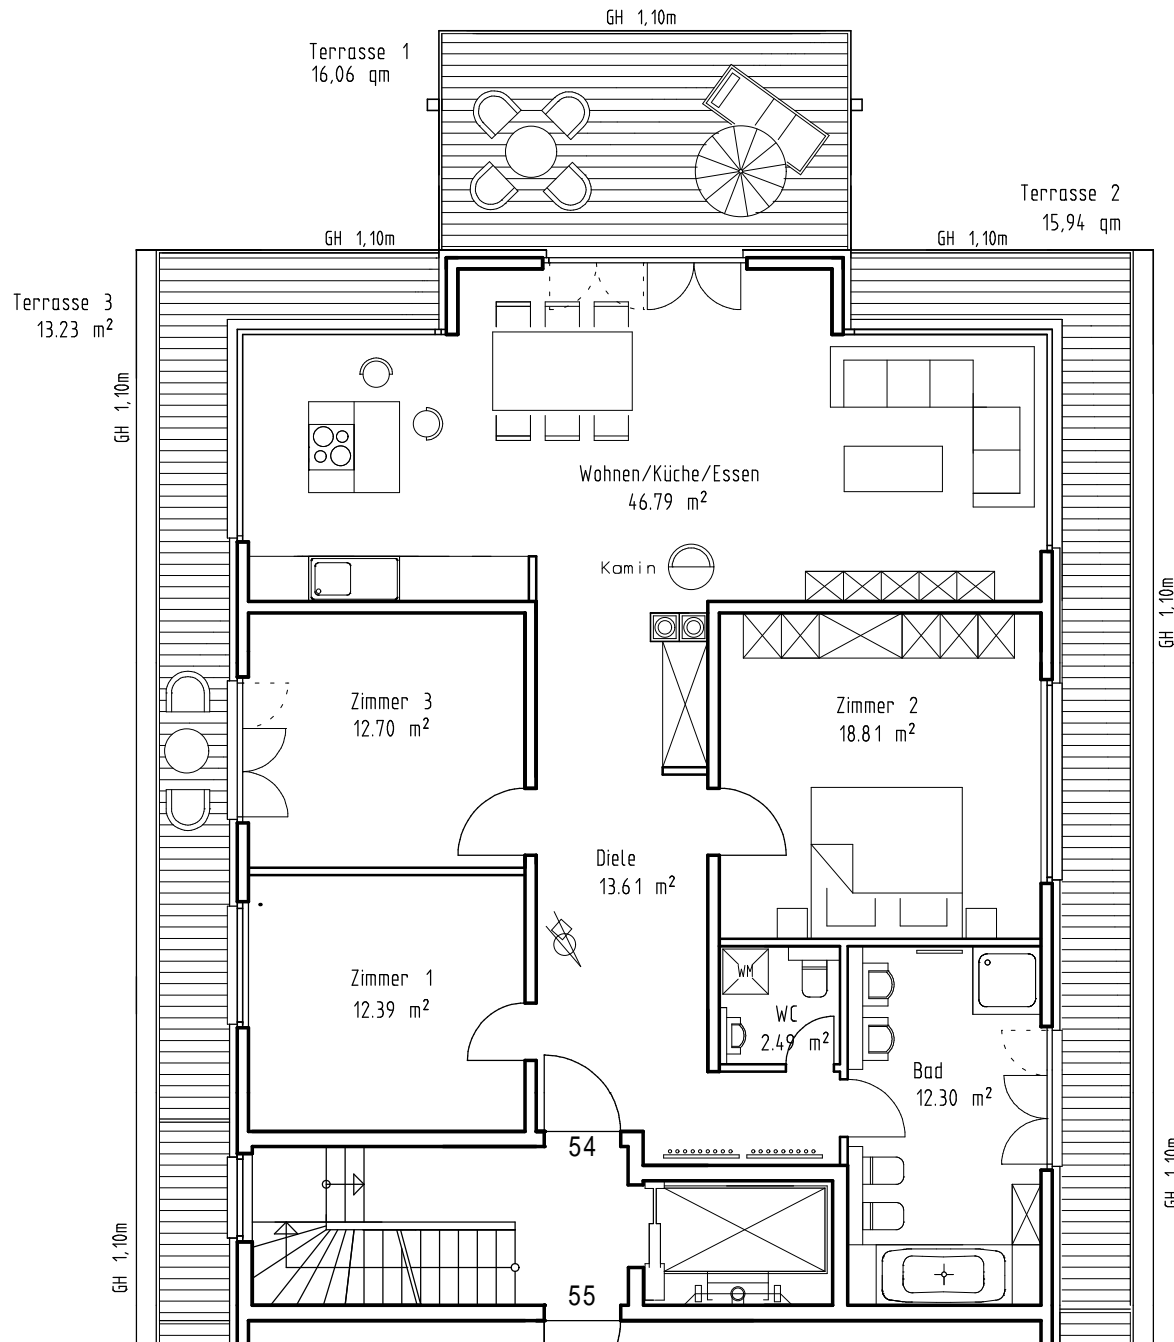 GH 1,10m
Terrasse 1
16,06 qm
Terrasse 2
15,94 qm
GH 1,10m
GH 1,10m
Terrasse 3
13.23 m²
GH 1,10m
Wohnen/Küche/Essen
46.79 m²
Kamin
GH 1,10m
Zimmer 3
12.70 m²
Zimmer 2
18.81 m²
Diele
13.61 m²
Zimmer 1
12.39 m²
WM
WC
2.49 m²
Bad
12.30 m²
54
GH 1,10m
GH 1,10m
55